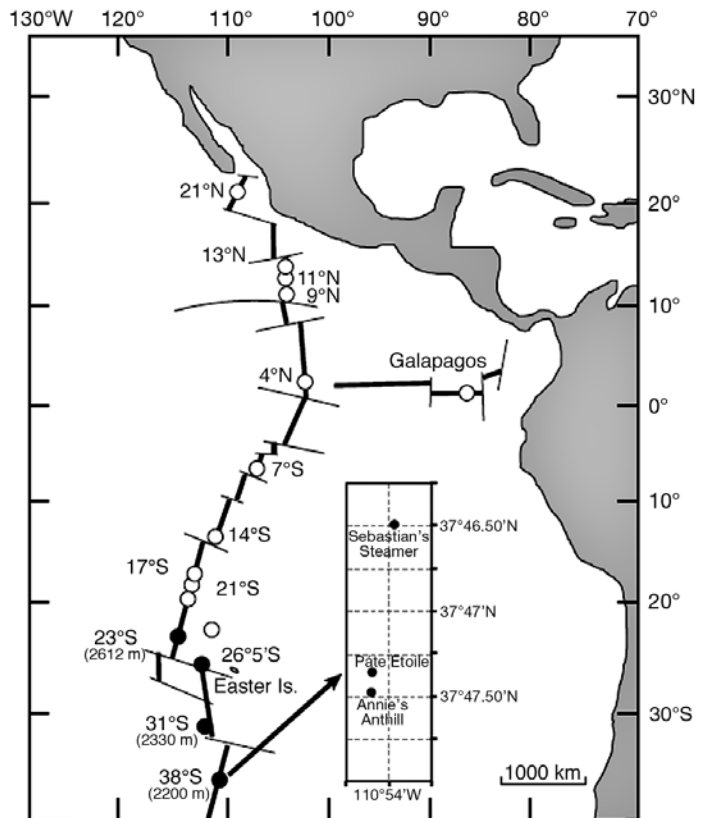 130°W 120° 110° 100° 90° 80° 70°
30°N
21°N
20°
13°N
11°N
9°N
10°
Galapagos
4°N
0°
7°S
10°
14°S
37°46.50'N
Sebastian's
Steamer
17°S
21°S
20°
37°47'N
23°S
(2612 m)
26°5'S
Pate Etoile
Easter Is.
37°47.50'N
Annie's
Anthill
31°S
(2330 m)
30°S
38°S
(2200 m)
1000 km
110°54'W